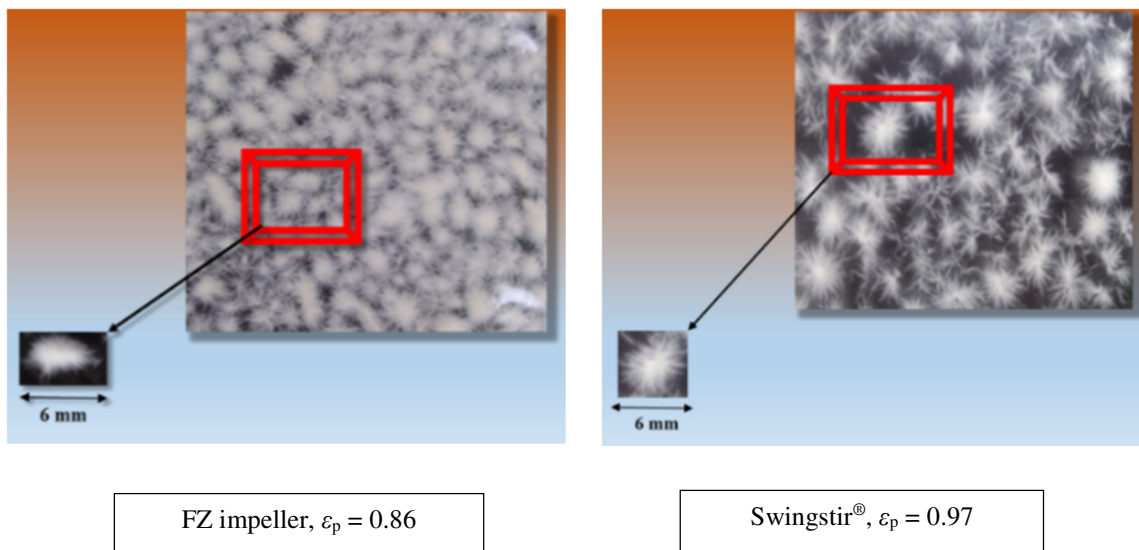 6 mm
6 mm
FZ impeller, εp = 0.86
Swingstir®, εp = 0.97